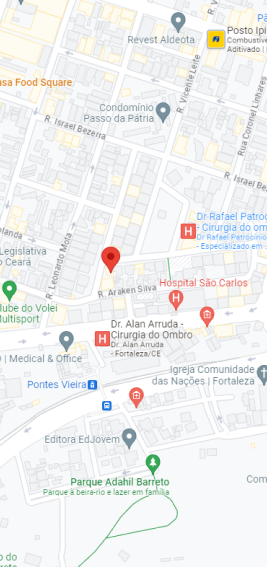 Posto Ipi
Combustíve
Aditivado |
Revest Aldeota
R. Vicente Leite
asa Food Square
Condomínio
Passo da Pátria
Rua Coronel Linhares
R. Israel Bezerra
R. Israel Be
olanda
Dr Rafael Patroc
- Cirurgia do om
Dr Rafael Patrocínio
- Especializado em ...
Legislativa
o Ceará
R. Leonardo Mota
Hospital São Carlos
R. Araken Silva
lube do Volei
Multisport
Dr. Alan Arruda -
Cirurgia do Ombro
Dr. Alan Arruda
- Fortaleza/CE
O | Medical & Office
Igreja Comunidade
das Nações | Fortaleza
Pontes Vieira
Editora EdJovem
Parque Adahil Barreto
Parque à beira-rio e lazer em família
Com
o do